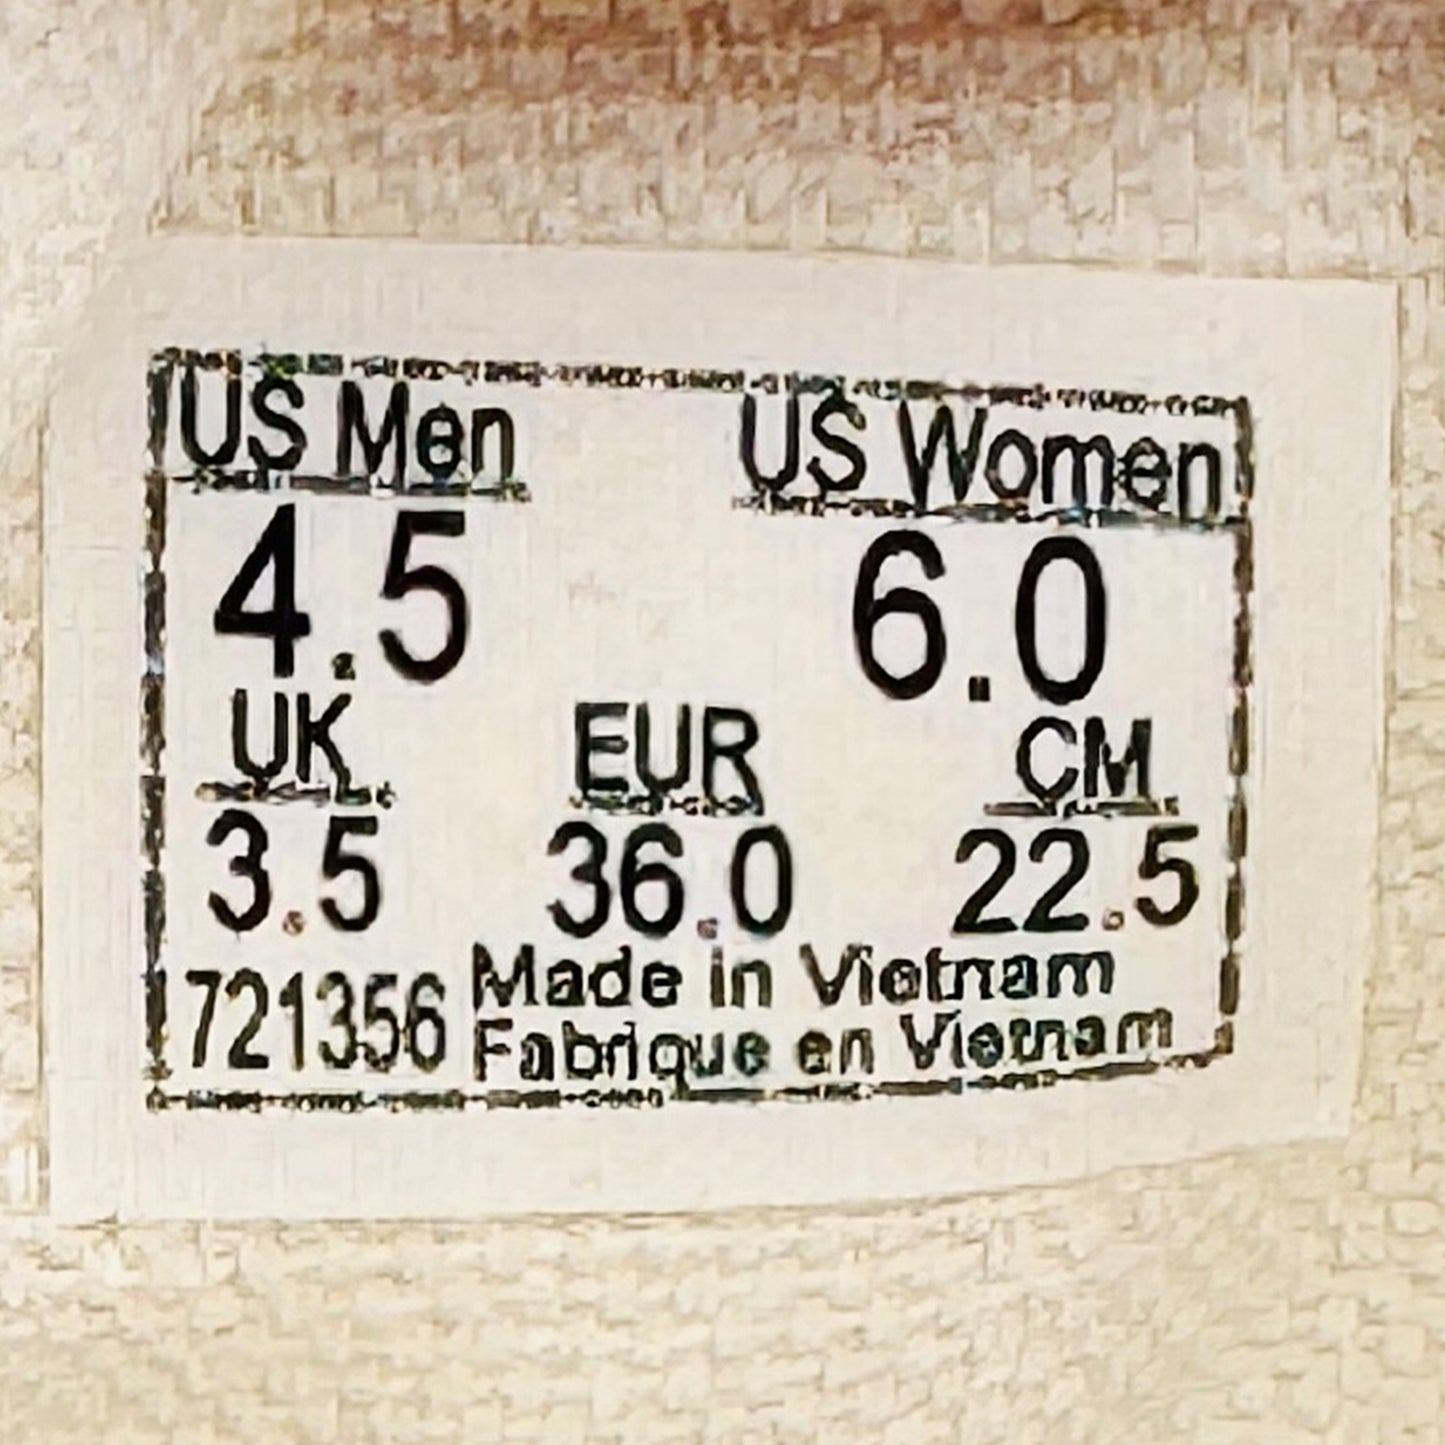 US Men US Women
4.5 6.0
UK EUR CM
3.5 36.0 22.5
721356 Made in Vietnam
Fabrique en Vietnam